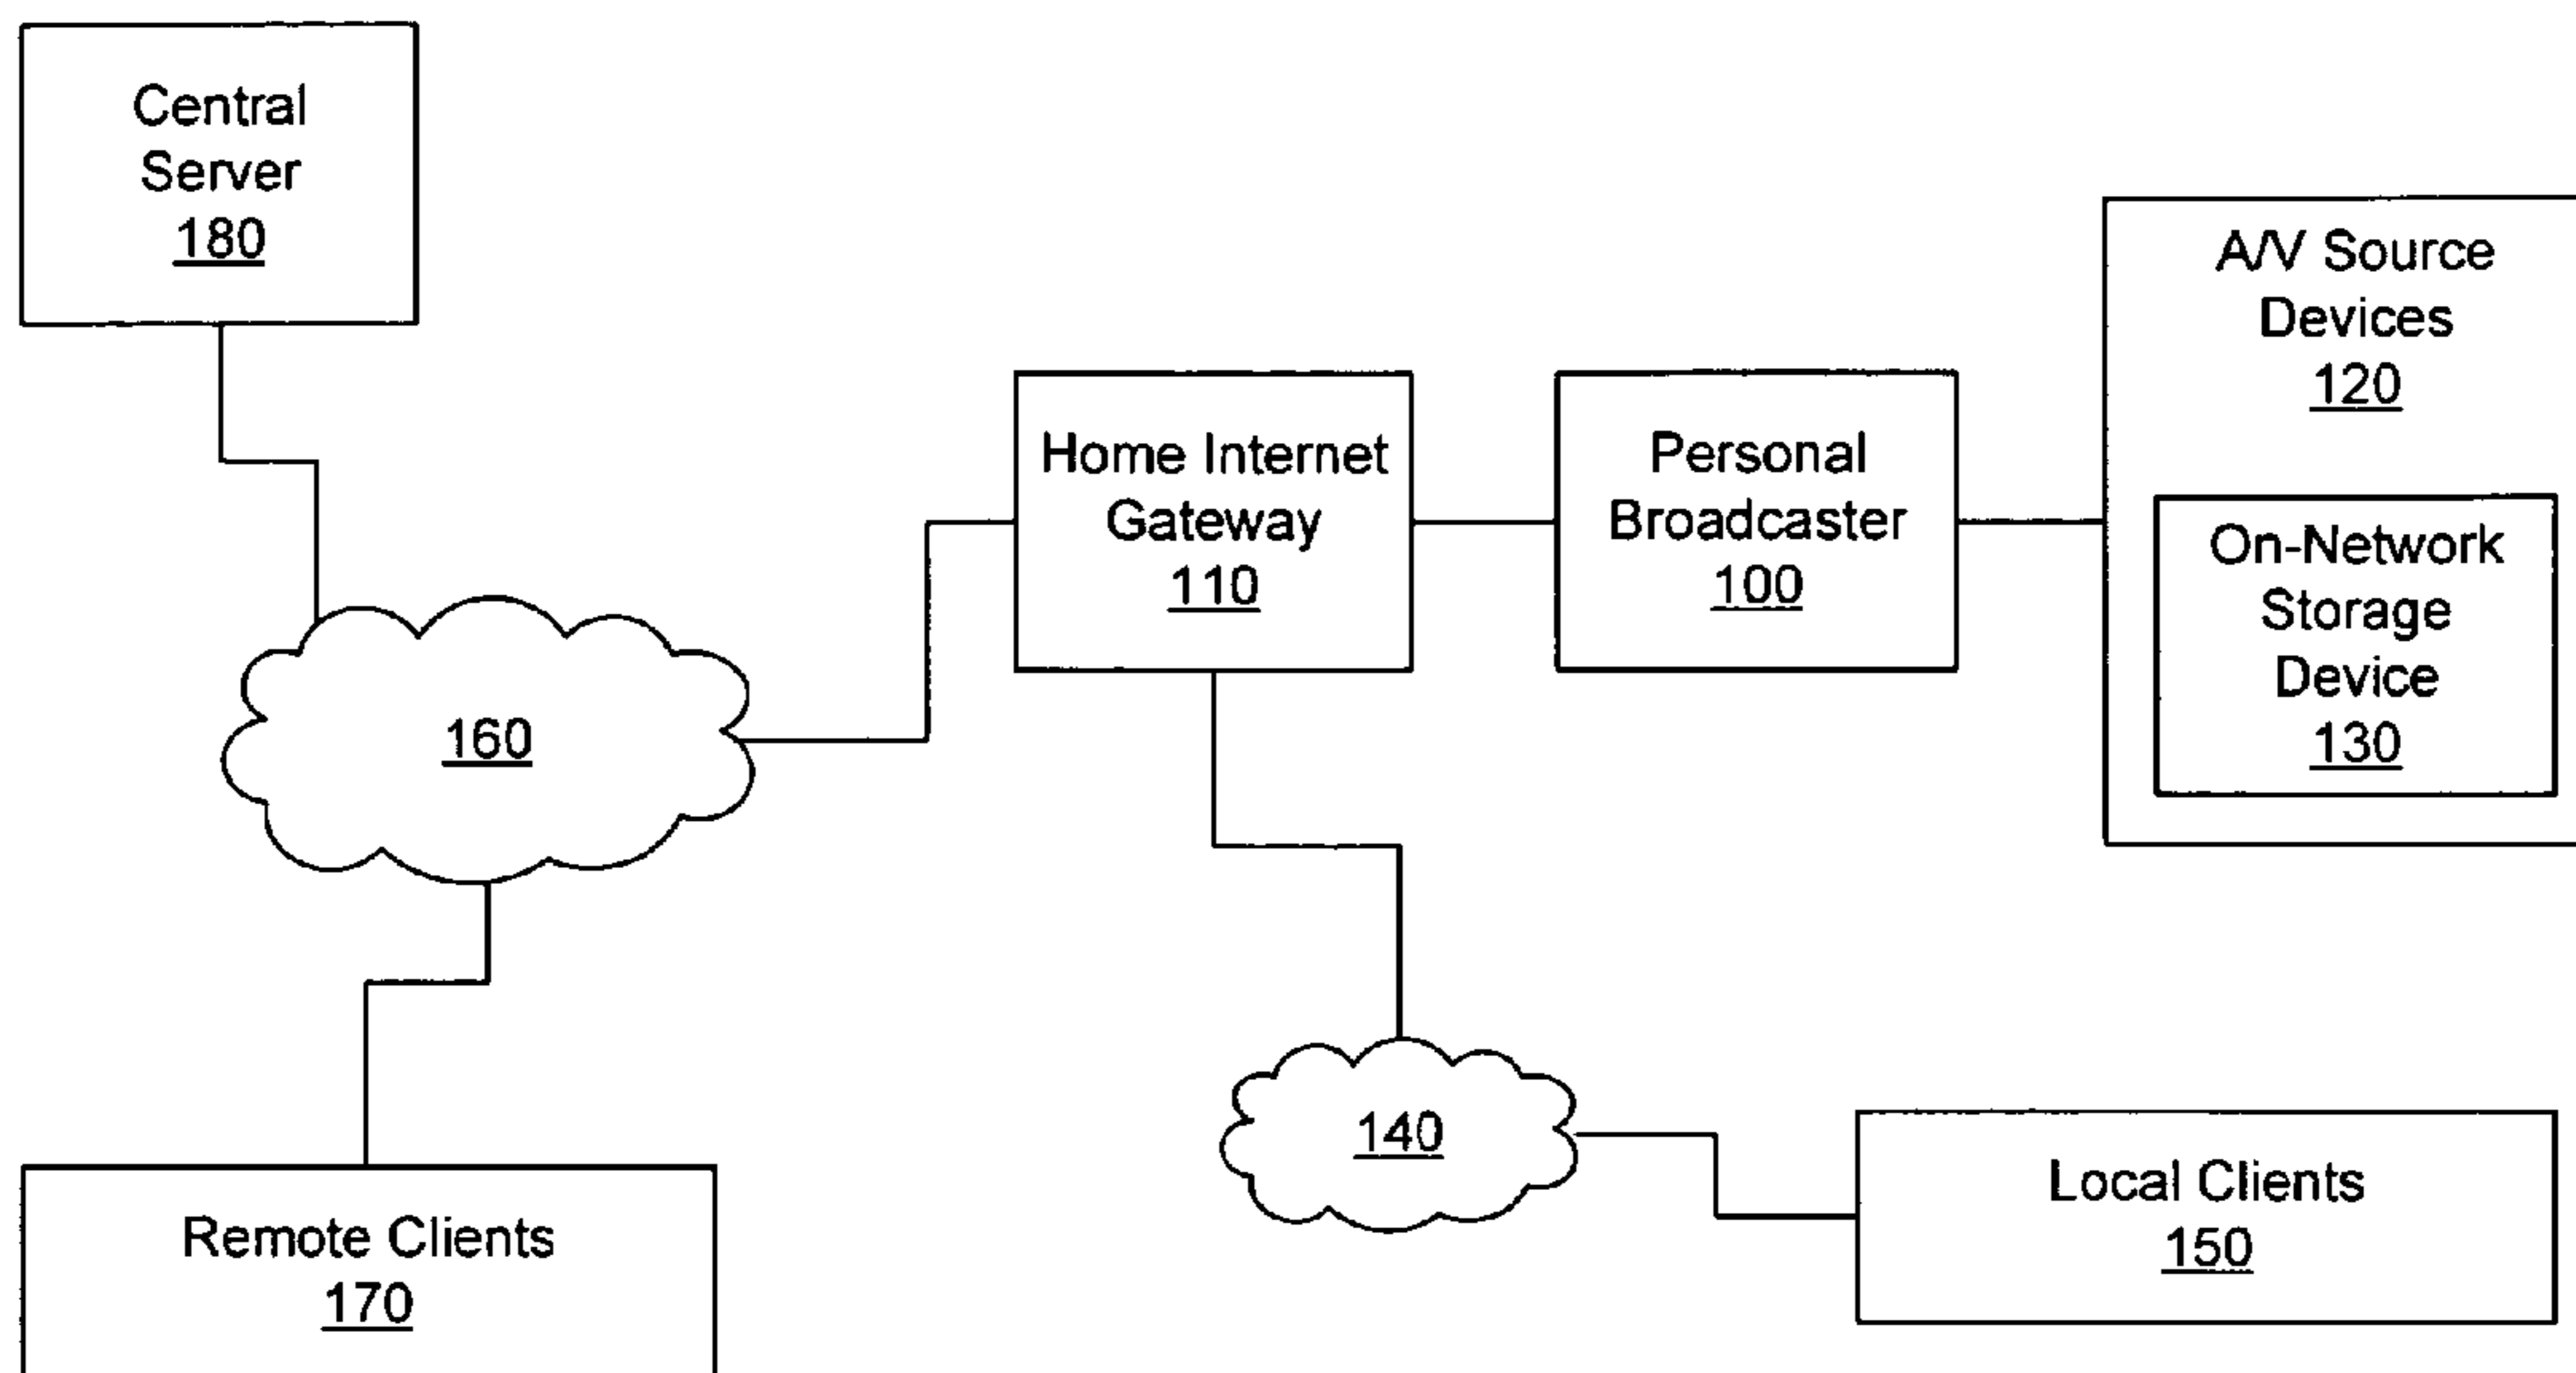 Central
Server
180
A/V Source
Devices
120
Home Internet
Gateway
110
Personal
Broadcaster
100
On-Network
Storage
Device
130
160
140
Local Clients
150
Remote Clients
170